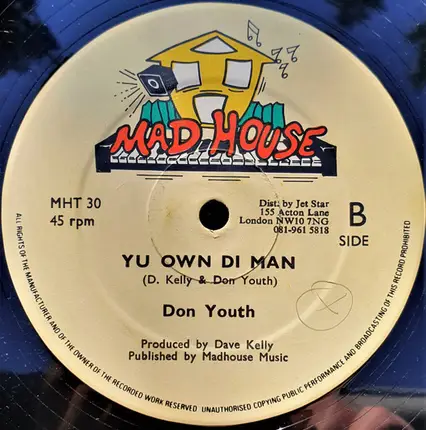 MAD HOUSE
MHT 30
45 rpm
Dist. by Jet Star
155 Acton Lane
London NW10 7NG
081-961 5818
B
SIDE
YU OWN DI MAN
(D. Kelly & Don Youth)
Don Youth
Produced by Dave Kelly
Published by Madhouse Music
ALL RIGHTS OF THE MANUFACTURER AND OF THE OWNER OF THE RECORDED WORK RESERVED. UNAUTHORISED COPYING PUBLIC PERFORMANCE AND BROADCASTING OF THIS RECORD PROHIBITED